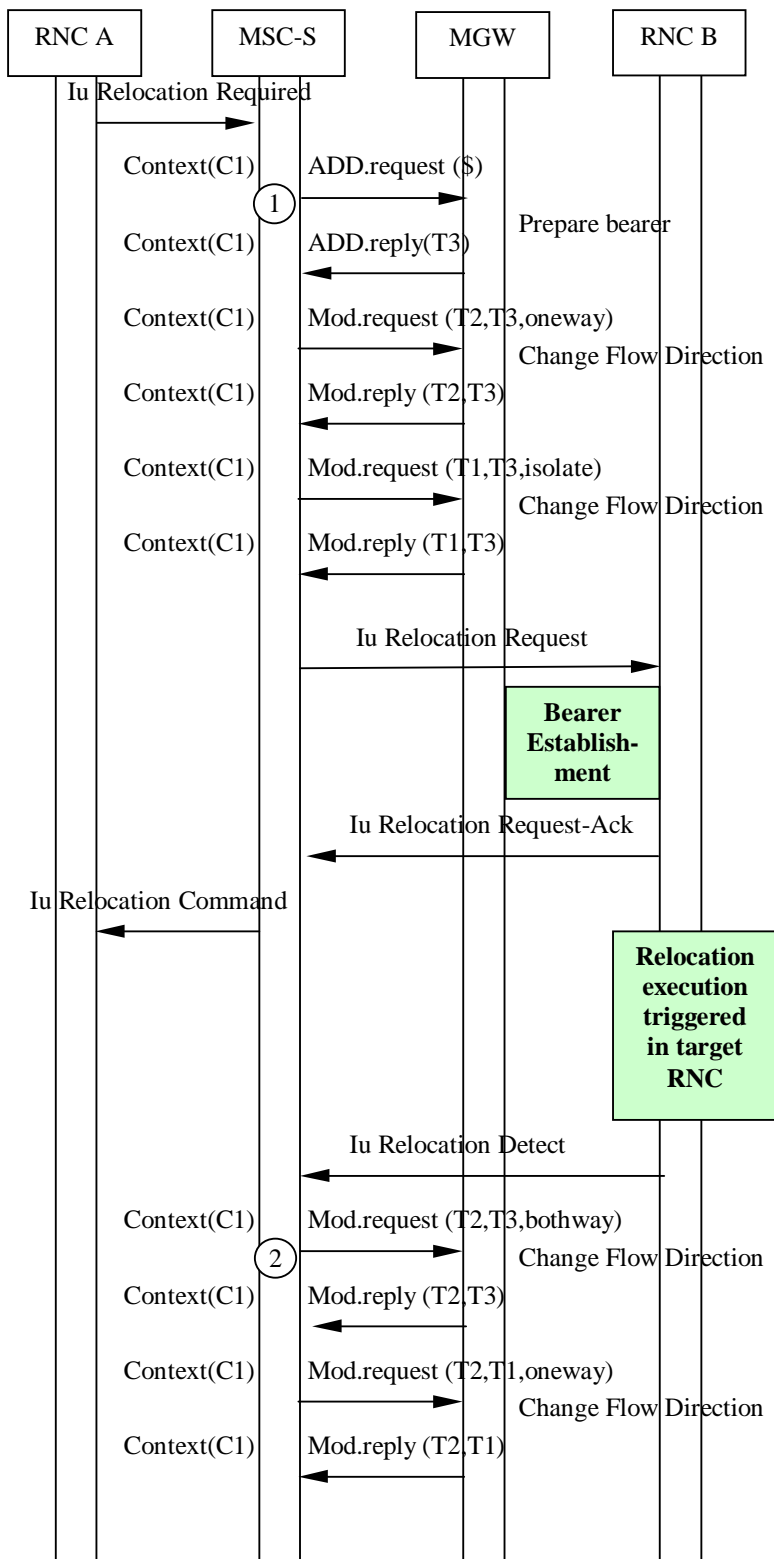 RNC A MSC-S MGW RNC B
Iu Relocation Required
Context(C1) ADD.request ($)
1
Prepare bearer
Context(C1) ADD.reply(T3)
Context(C1) Mod.request (T2,T3,oneway)
Change Flow Direction
Context(C1) Mod.reply (T2,T3)
Context(C1) Mod.request (T1,T3,isolate)
Change Flow Direction
Context(C1) Mod.reply (T1,T3)
Iu Relocation Request
Bearer
Establish-
ment
Iu Relocation Request-Ack
Iu Relocation Command
Relocation
execution
triggered
in target
RNC
Iu Relocation Detect
Context(C1) Mod.request (T2,T3,bothway)
2
Change Flow Direction
Context(C1) Mod.reply (T2,T3)
Context(C1) Mod.request (T2,T1,oneway)
Change Flow Direction
Context(C1) Mod.reply (T2,T1)